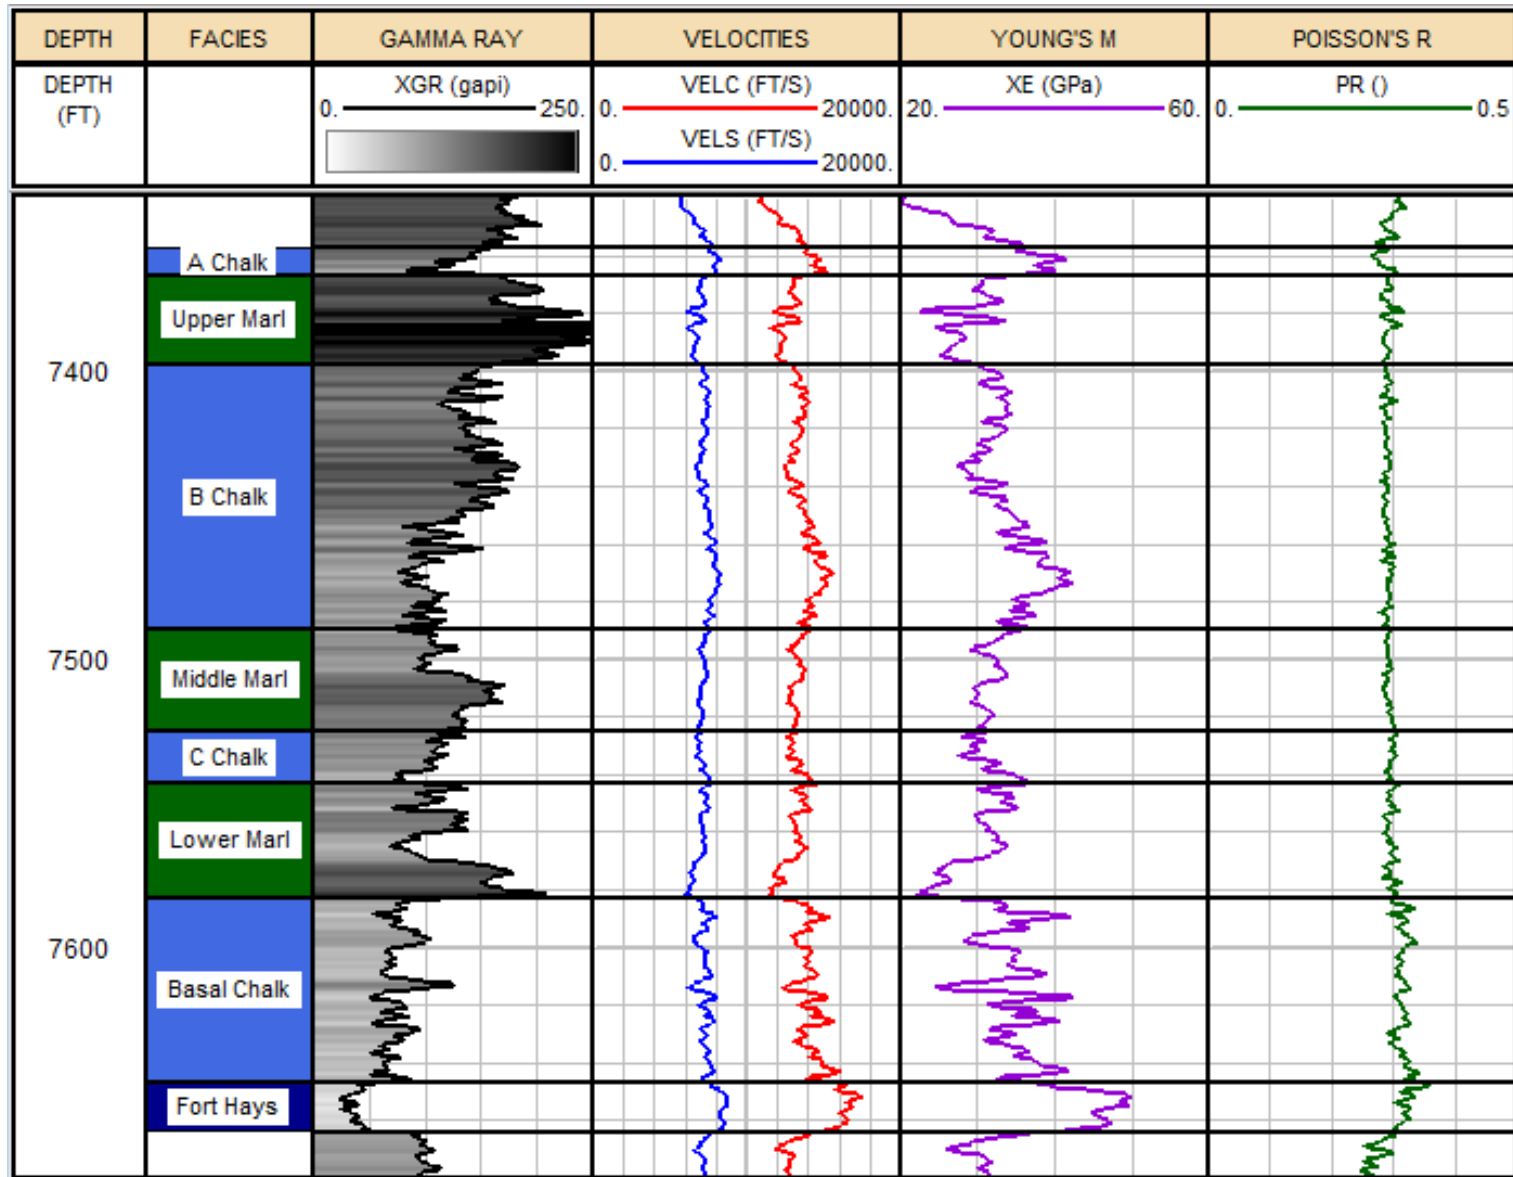 DEPTH FACIES GAMMA RAY VELOCITIES YOUNG'S M POISSON'S R
DEPTH (FT)
XGR (gapi)
0. 250.
VELC (FT/S)
0. 20000.
VELS (FT/S)
0. 20000.
XE (GPa)
20. 60.
PR ()
0. 0.5
A Chalk
Upper Marl
7400
B Chalk
7500
Middle Marl
C Chalk
Lower Marl
7600
Basal Chalk
Fort Hays